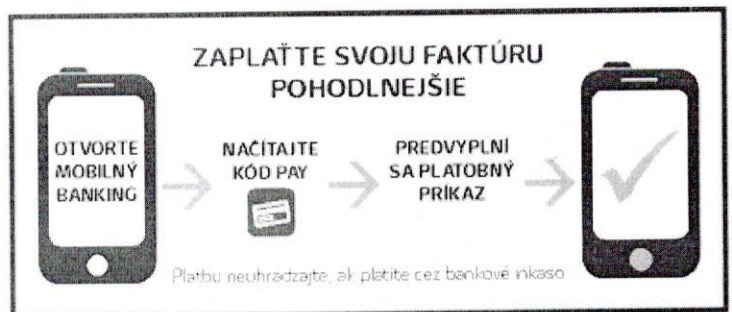 ZAPLAŤTE SVOJU FAKTÚRU
POHODLNEJŠIE
OTVORTE
MOBILNÝ
BANKING
NAČÍTAJTE
KÓD PAY
PREDVYPLNÍ
SA PLATOBNÝ
PRÍKAZ
Platbu neuhrádzajte, ak platíte cez bankové inkaso